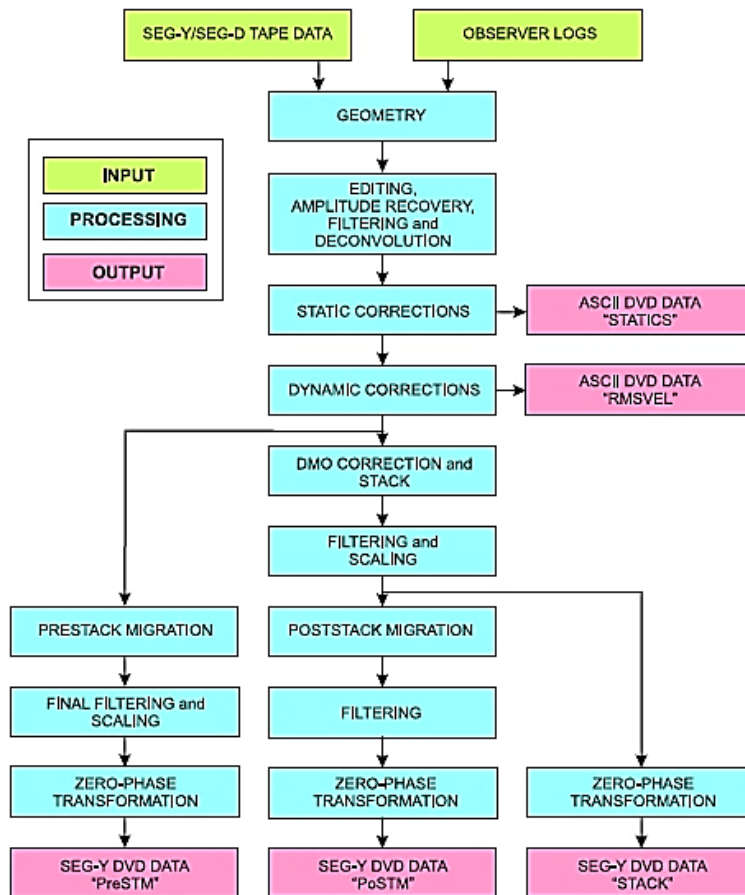 SEG-Y/SEG-D TAPE DATA
OBSERVER LOGS
GEOMETRY
INPUT
PROCESSING
OUTPUT
EDITING,
AMPLITUDE RECOVERY,
FILTERING and
DECONVOLUTION
STATIC CORRECTIONS
ASCII DVD DATA
"STATICS"
DYNAMIC CORRECTIONS
ASCII DVD DATA
"RMSVEL"
DMO CORRECTION and
STACK
FILTERING and
SCALING
PRESTACK MIGRATION
POSTSTACK MIGRATION
FINAL FILTERING and
SCALING
FILTERING
ZERO-PHASE
TRANSFORMATION
ZERO-PHASE
TRANSFORMATION
ZERO-PHASE
TRANSFORMATION
SEG-Y DVD DATA
"PreSTM"
SEG-Y DVD DATA
"PoSTM"
SEG-Y DVD DATA
"STACK"